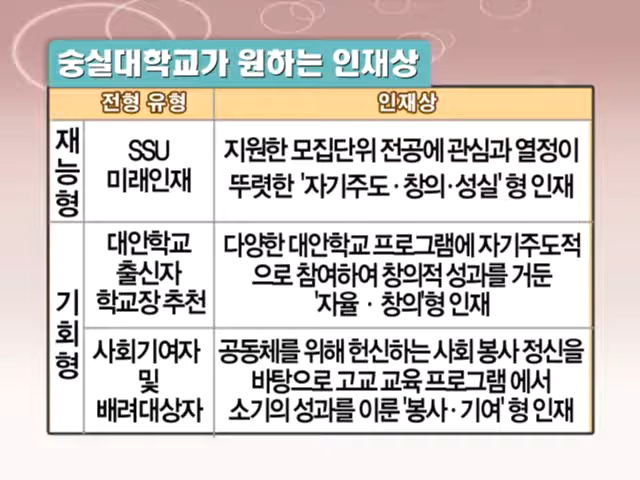 숭실대학교가 원하는 인재상
전형 유형
인재상
재능형
SSU
미래인재
지원한 모집단위 전공에 관심과 열정이
뚜렷한 '자기주도·창의·성실' 형 인재
기회형
대안학교
출신자
학교장 추천
다양한 대안학교 프로그램에 자기주도적
으로 참여하여 창의적 성과를 거둔
'자율 · 창의'형 인재
사회기여자
및
배려대상자
공동체를 위해 헌신하는 사회 봉사 정신을
바탕으로 고교 교육 프로그램 에서
소기의 성과를 이룬 '봉사·기여' 형 인재